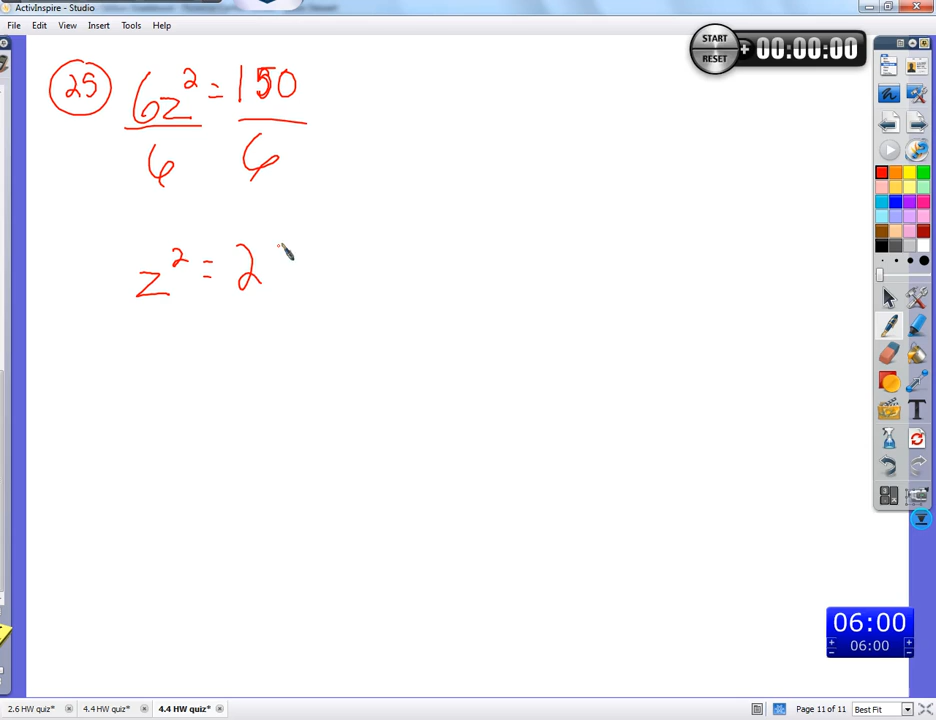 ActivInspire - Studio
File Edit View Insert Tools Help
START
RESET
+ 00:00:00
25 6z² = 150
6 6
z² = 2
06:00
06:00
2.6 HW quiz* 4.4 HW quiz* 4.4 HW quiz*
Page 11 of 11 Best Fit